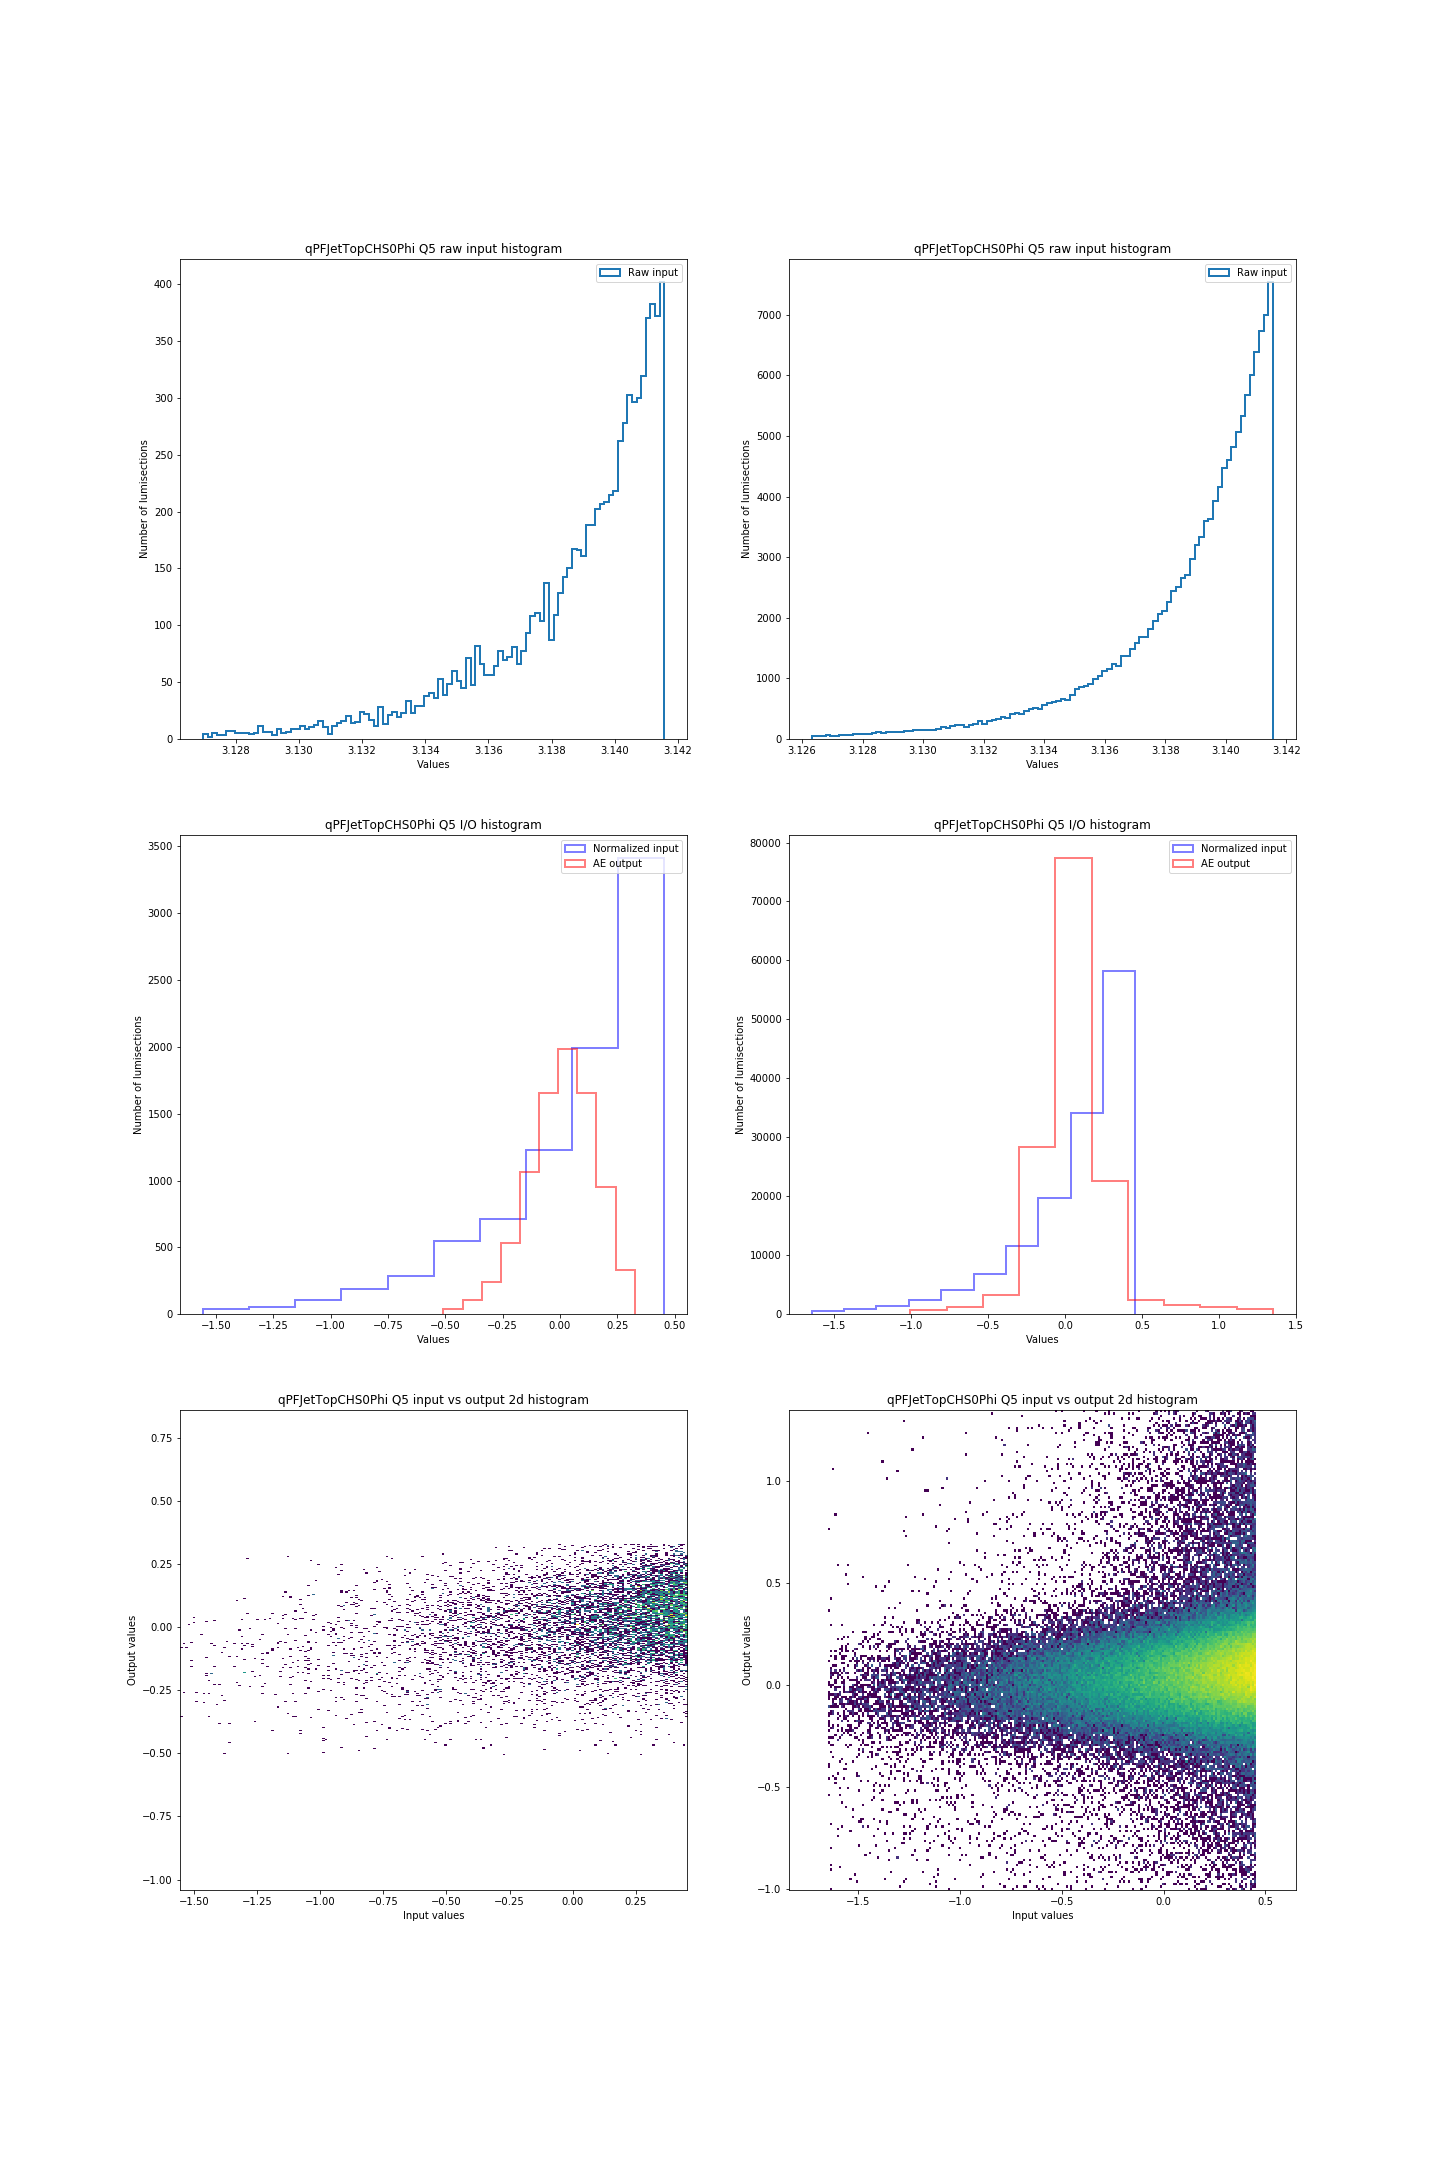 qPFJetTopCHS0Phi Q5 raw input histogram
Raw input
400
350
300
250
200
150
100
50
0
Number of lumisections
3.128 3.130 3.132 3.134 3.136 3.138 3.140 3.142
Values
qPFJetTopCHS0Phi Q5 raw input histogram
Raw input
7000
6000
5000
4000
3000
2000
1000
0
Number of lumisections
3.126 3.128 3.130 3.132 3.134 3.136 3.138 3.140 3.142
Values
qPFJetTopCHS0Phi Q5 I/O histogram
Normalized input
AE output
3500
3000
2500
2000
1500
1000
500
0
Number of lumisections
−1.50 −1.25 −1.00 −0.75 −0.50 −0.25 0.00 0.25 0.50
Values
qPFJetTopCHS0Phi Q5 I/O histogram
Normalized input
AE output
80000
70000
60000
50000
40000
30000
20000
10000
0
Number of lumisections
−1.5 −1.0 −0.5 0.0 0.5 1.0 1.5
Values
qPFJetTopCHS0Phi Q5 input vs output 2d histogram
0.75
0.50
0.25
0.00
−0.25
−0.50
−0.75
−1.00
Output values
−1.50 −1.25 −1.00 −0.75 −0.50 −0.25 0.00 0.25
Input values
qPFJetTopCHS0Phi Q5 input vs output 2d histogram
1.0
0.5
0.0
−0.5
−1.0
Output values
−1.5 −1.0 −0.5 0.0 0.5
Input values